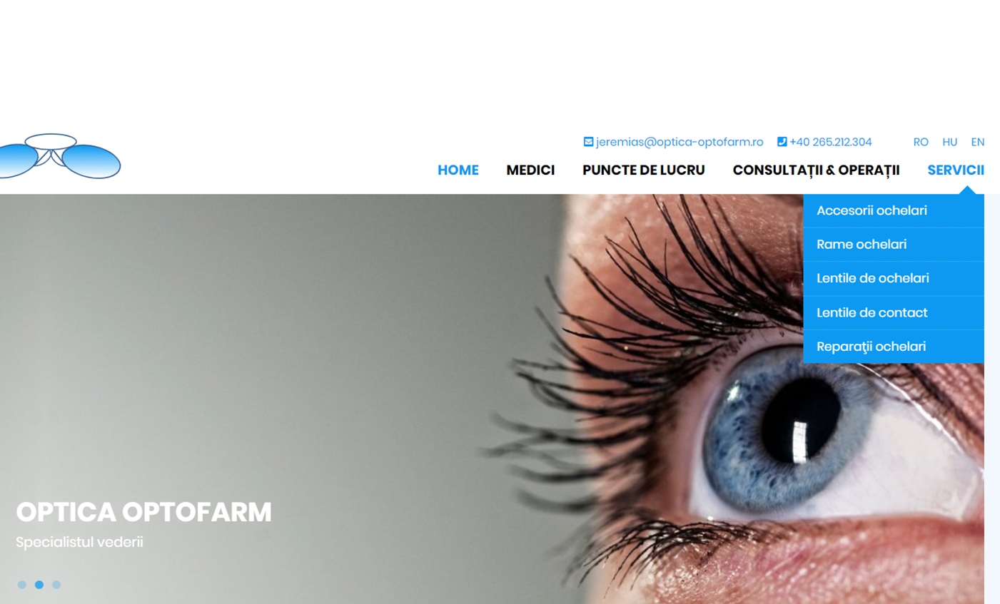 jeremias@optica-optofarm.ro +40 265.212.304 RO HU EN
HOME MEDICI PUNCTE DE LUCRU CONSULTAȚII & OPERAȚII SERVICII
Accesorii ochelari
Rame ochelari
Lentile de ochelari
Lentile de contact
Reparaţii ochelari
OPTICA OPTOFARM
Specialistul vederii